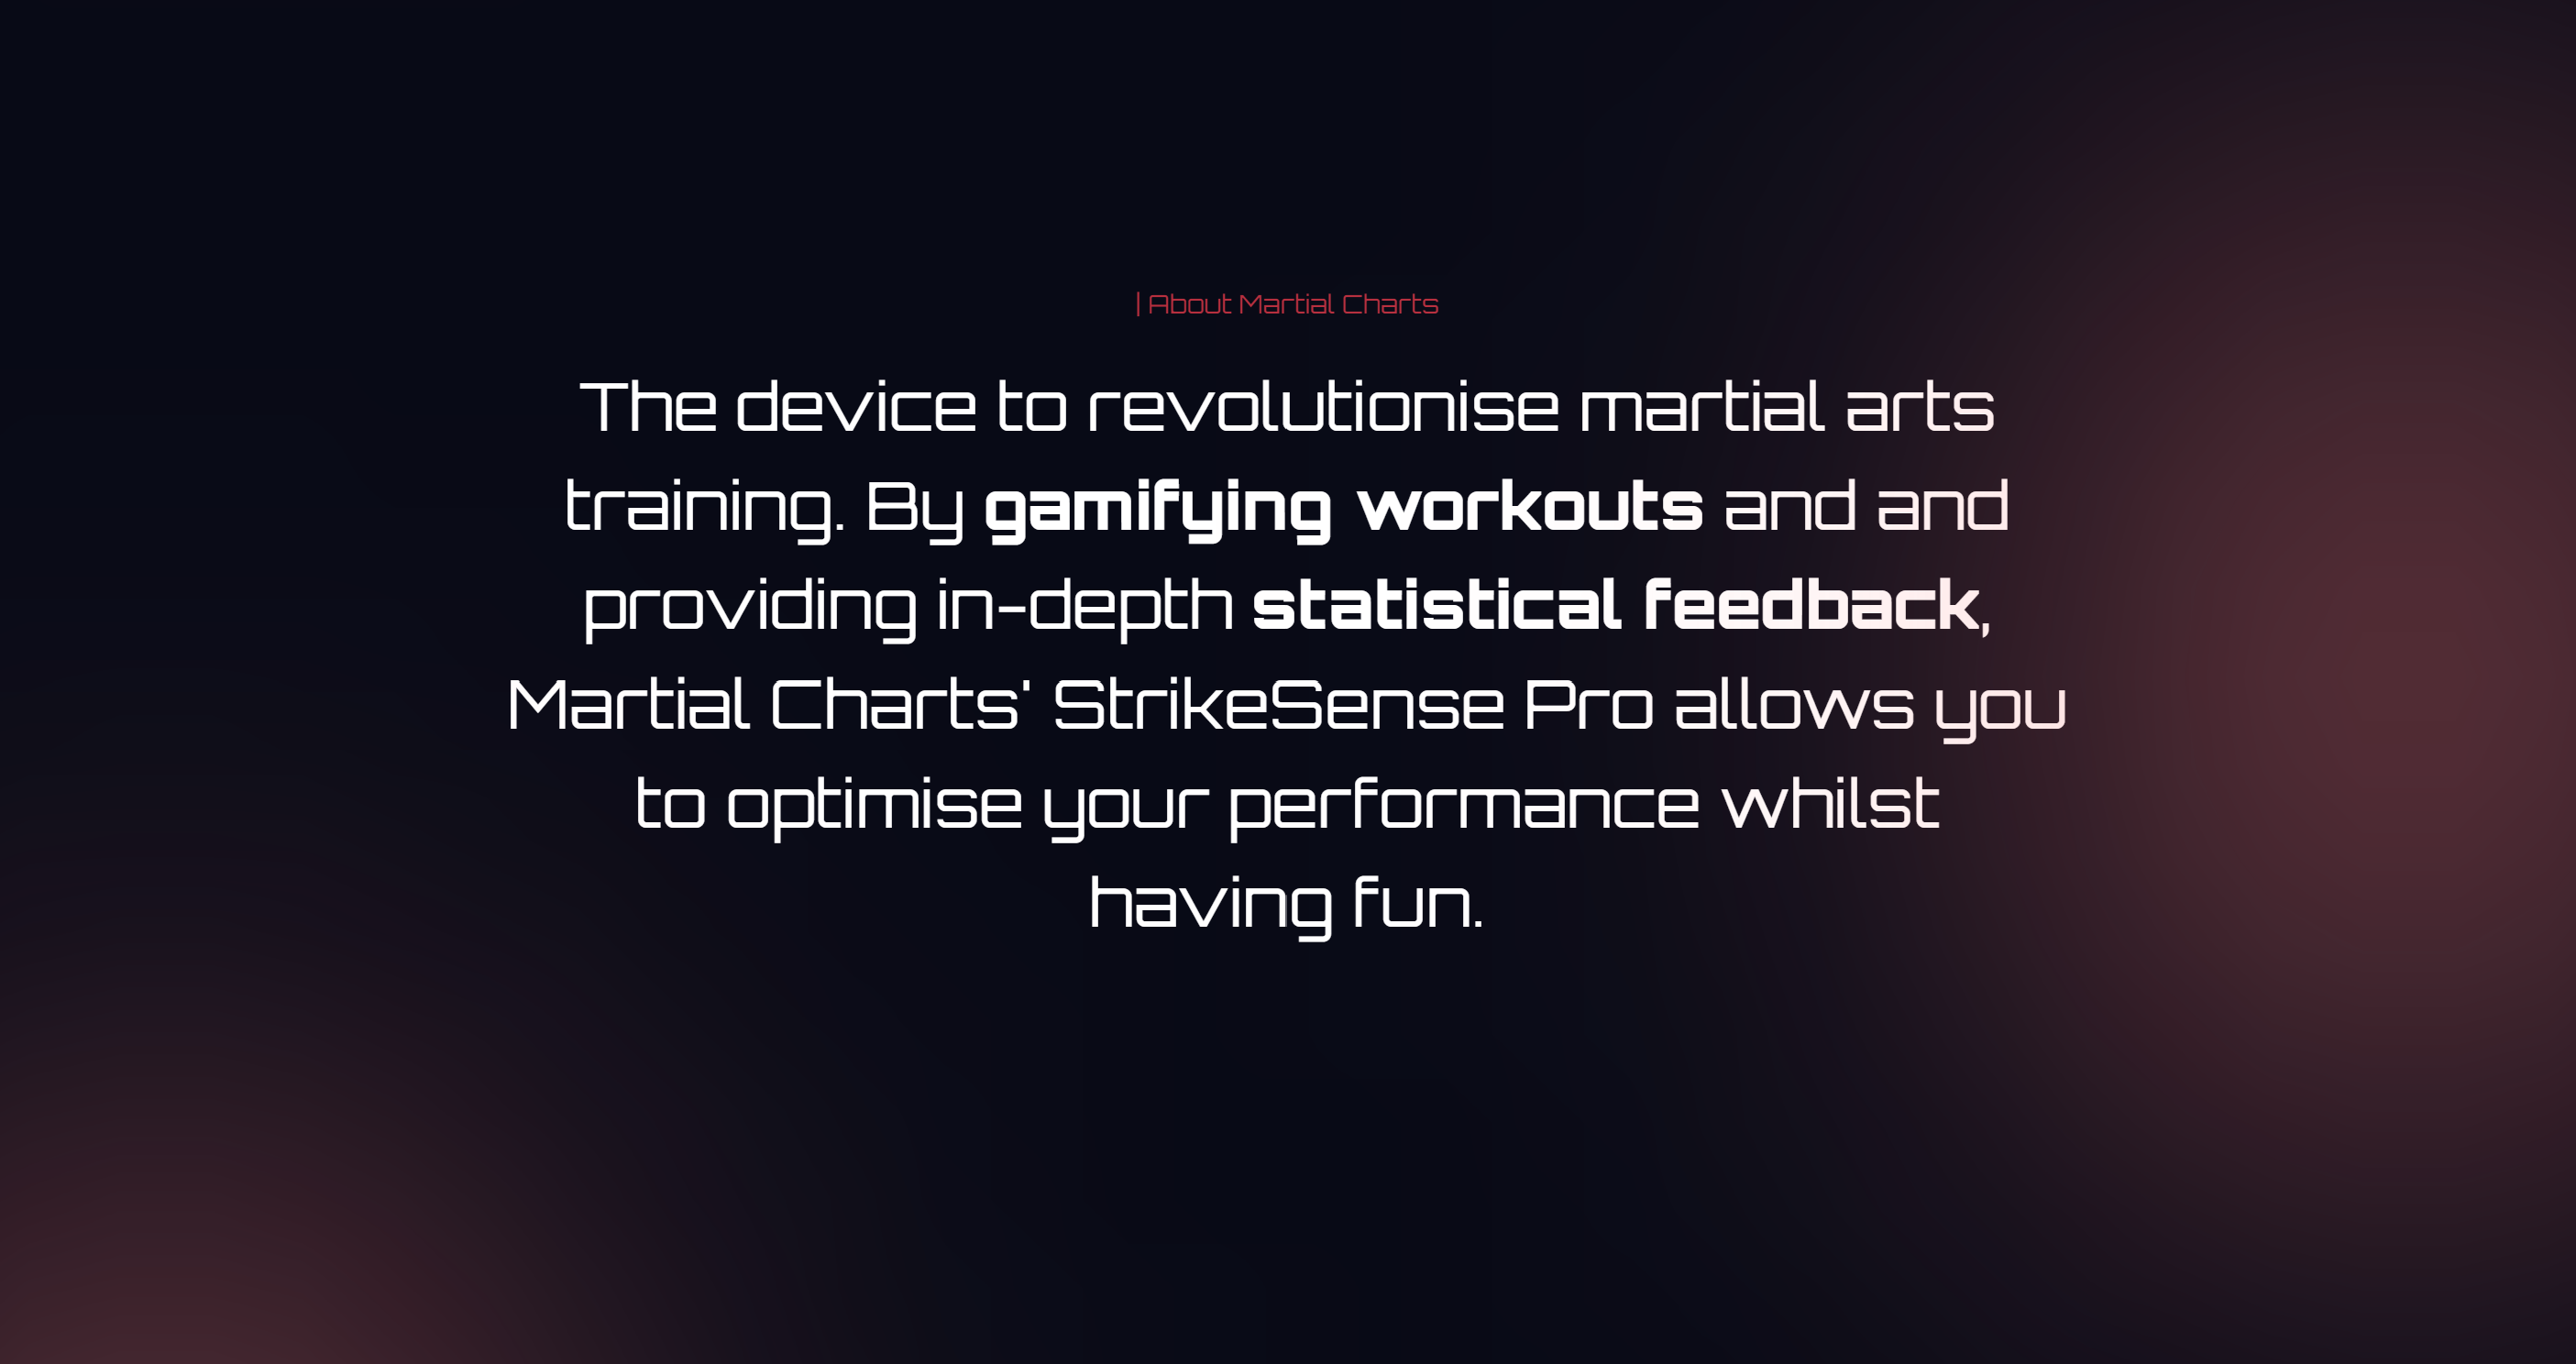 | About Martial Charts
The device to revolutionise martial arts
training. By gamifying workouts and and
providing in-depth statistical feedback,
Martial Charts' StrikeSense Pro allows you
to optimise your performance whilst
having fun.